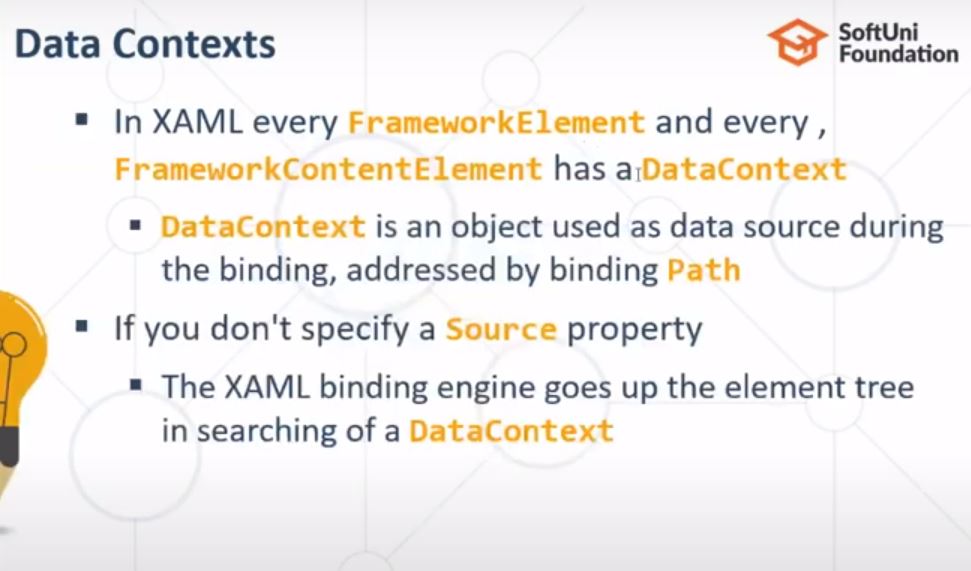 Data Contexts
SoftUni
Foundation
▪ In XAML every FrameworkElement and every ,
FrameworkContentElement has a DataContext
▪ DataContext is an object used as data source during
the binding, addressed by binding Path
▪ If you don't specify a Source property
▪ The XAML binding engine goes up the element tree
in searching of a DataContext